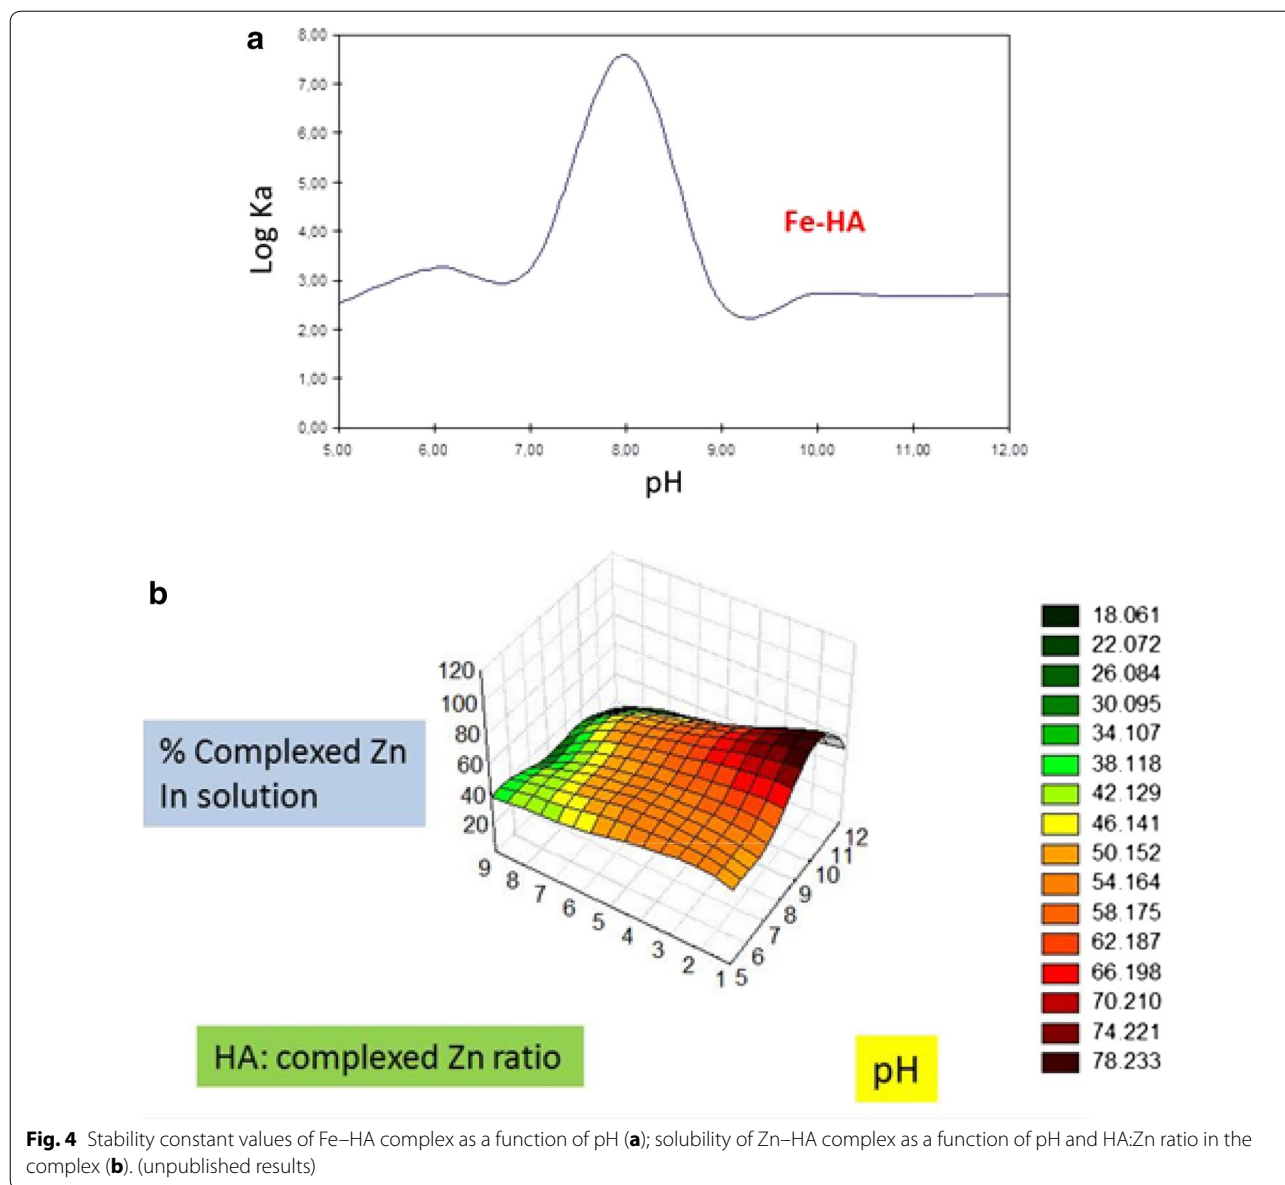 a
8,00
7,00
6,00
5,00
4,00
3,00
2,00
1,00
0,00
Log Ka
Fe-HA
5,00 6,00 7,00 8,00 9,00 10,00 11,00 12,00
pH
b
120
100
80
60
40
20
9 8 7 6 5 4 3 2 1
5 6 7 8 9 10 11 12
% Complexed Zn
In solution
HA: complexed Zn ratio
pH
18.061
22.072
26.084
30.095
34.107
38.118
42.129
46.141
50.152
54.164
58.175
62.187
66.198
70.210
74.221
78.233
Fig. 4 Stability constant values of Fe–HA complex as a function of pH (a); solubility of Zn–HA complex as a function of pH and HA:Zn ratio in the
complex (b). (unpublished results)